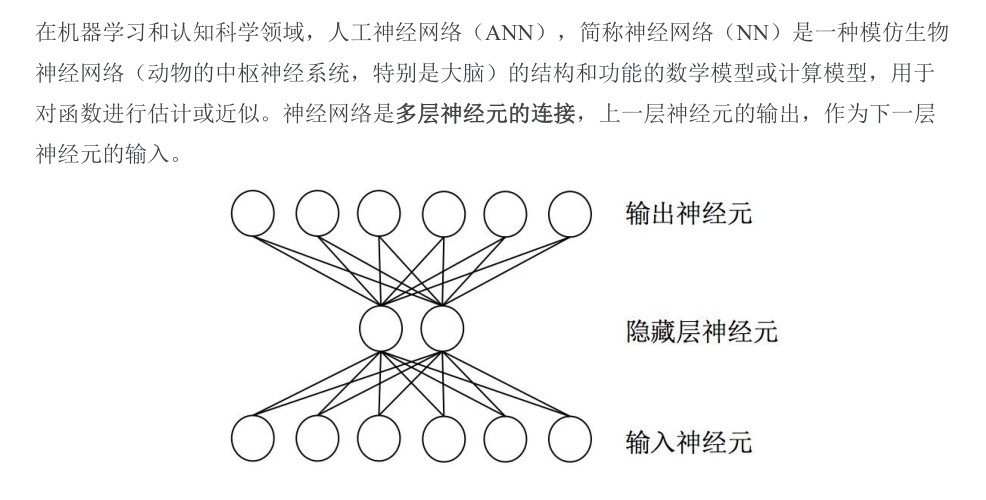 在机器学习和认知科学领域，人工神经网络（ANN），简称神经网络（NN）是一种模仿生物
神经网络（动物的中枢神经系统，特别是大脑）的结构和功能的数学模型或计算模型，用于
对函数进行估计或近似。神经网络是多层神经元的连接，上一层神经元的输出，作为下一层
神经元的输入。
输出神经元
隐藏层神经元
输入神经元